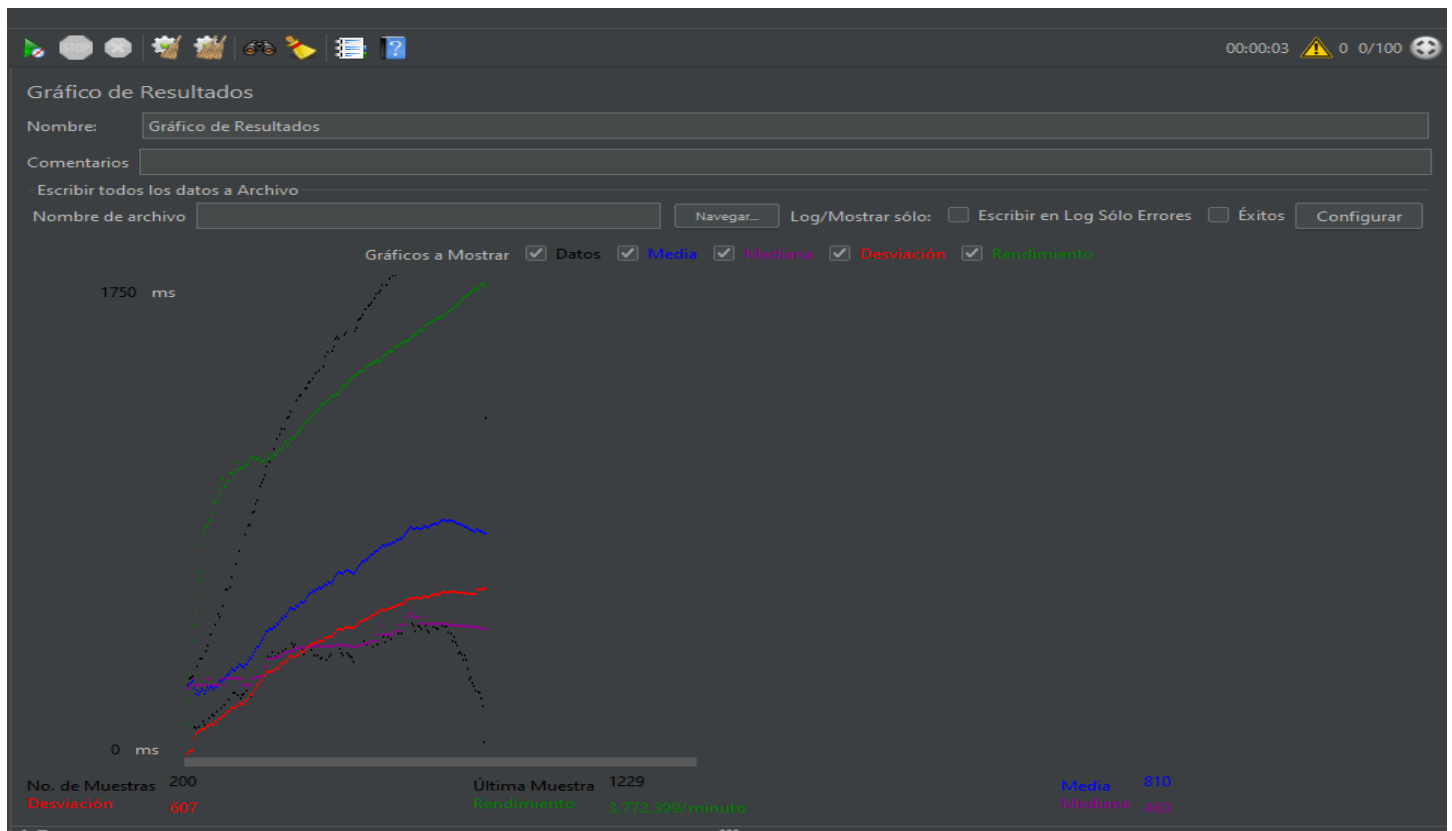 STOP
00:00:03 0 0/100
Gráfico de Resultados
Nombre: Gráfico de Resultados
Comentarios
Escribir todos los datos a Archivo
Nombre de archivo Navegar... Log/Mostrar sólo: Escribir en Log Sólo Errores Éxitos Configurar
Gráficos a Mostrar Datos Media Mediana Desviación Rendimiento
1750 ms
0 ms
No. de Muestras 200 Última Muestra 1229 Media 810
Desviación 607 Rendimiento 3,772.399/minuto Mediana